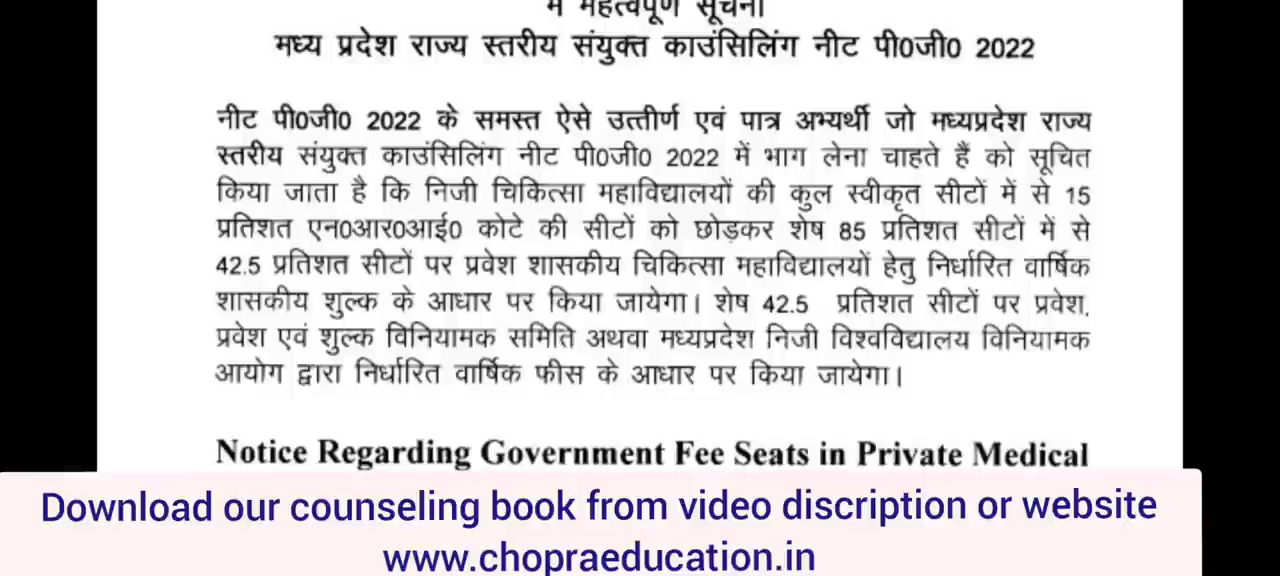 में महत्वपूर्ण सूचना
मध्य प्रदेश राज्य स्तरीय संयुक्त काउंसिलिंग नीट पी0जी0 2022
नीट पी0जी0 2022 के समस्त ऐसे उत्तीर्ण एवं पात्र अभ्यर्थी जो मध्यप्रदेश राज्य
स्तरीय संयुक्त काउंसिलिंग नीट पी0जी0 2022 में भाग लेना चाहते हैं को सूचित
किया जाता है कि निजी चिकित्सा महाविद्यालयों की कुल स्वीकृत सीटों में से 15
प्रतिशत एन0आर0आई0 कोटे की सीटों को छोड़कर शेष 85 प्रतिशत सीटों में से
42.5 प्रतिशत सीटों पर प्रवेश शासकीय चिकित्सा महाविद्यालयों हेतु निर्धारित वार्षिक
शासकीय शुल्क के आधार पर किया जायेगा। शेष 42.5 प्रतिशत सीटों पर प्रवेश,
प्रवेश एवं शुल्क विनियामक समिति अथवा मध्यप्रदेश निजी विश्वविद्यालय विनियामक
आयोग द्वारा निर्धारित वार्षिक फीस के आधार पर किया जायेगा।
Notice Regarding Government Fee Seats in Private Medical
Download our counseling book from video discription or website
www.chopraeducation.in